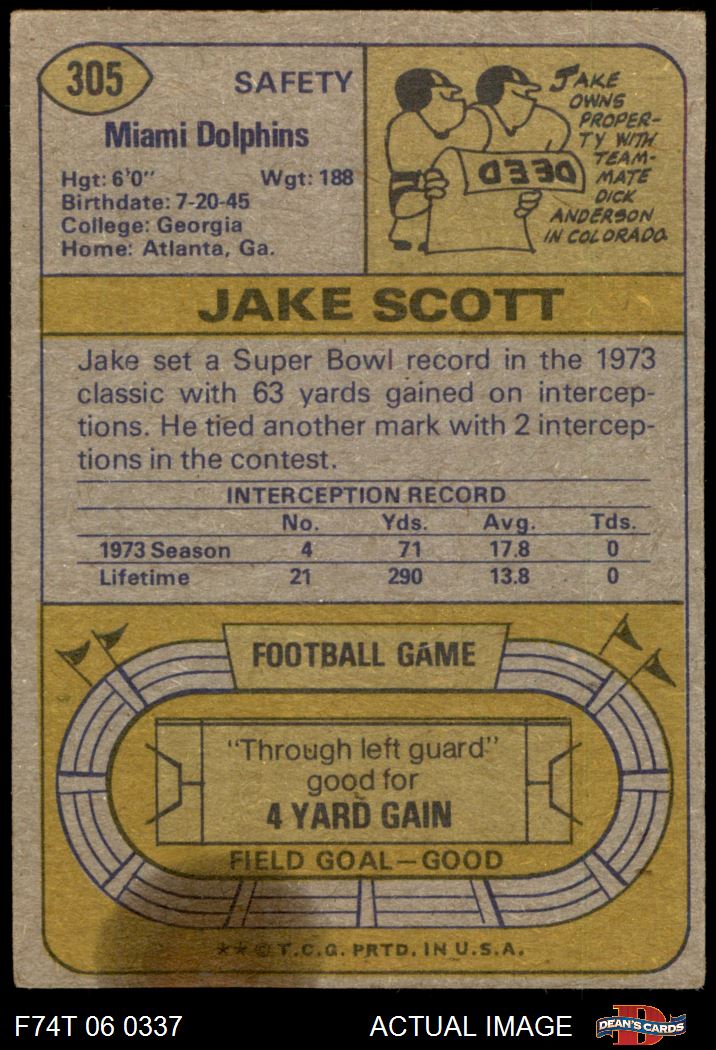 305
SAFETY
Miami Dolphins
Hgt: 6'0" Wgt: 188
Birthdate: 7-20-45
College: Georgia
Home: Atlanta, Ga.
DEED
JAKE
OWNS
PROPER-
TY WITH
TEAM-
MATE
DICK
ANDERSON
IN COLORADO.
JAKE SCOTT
Jake set a Super Bowl record in the 1973
classic with 63 yards gained on intercep-
tions. He tied another mark with 2 intercep-
tions in the contest.
INTERCEPTION RECORD
No. Yds. Avg. Tds.
1973 Season 4 71 17.8 0
Lifetime 21 290 13.8 0
FOOTBALL GAME
"Through left guard"
good for
4 YARD GAIN
FIELD GOAL—GOOD
** © T.C.G. PRTD. IN U.S.A.
F74T 06 0337 ACTUAL IMAGE
D
DEAN'S CARDS